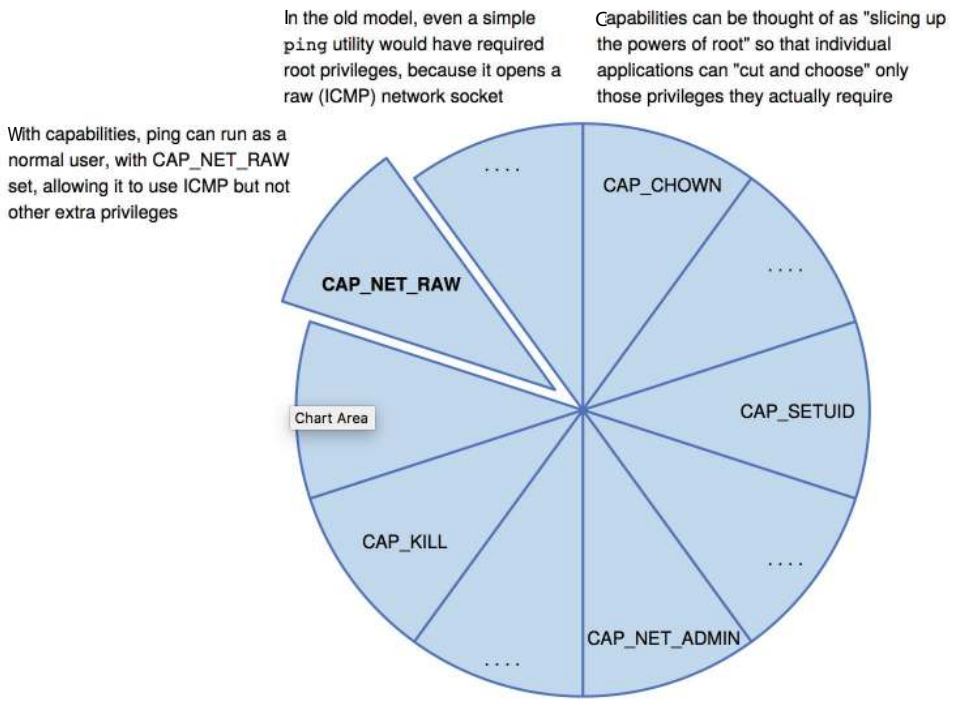 In the old model, even a simple
ping utility would have required
root privileges, because it opens a
raw (ICMP) network socket
Capabilities can be thought of as "slicing up
the powers of root" so that individual
applications can "cut and choose" only
those privileges they actually require
With capabilities, ping can run as a
normal user, with CAP_NET_RAW
set, allowing it to use ICMP but not
other extra privileges
....
CAP_CHOWN
....
CAP_NET_RAW
CAP_SETUID
Chart Area
CAP_KILL
....
CAP_NET_ADMIN
....